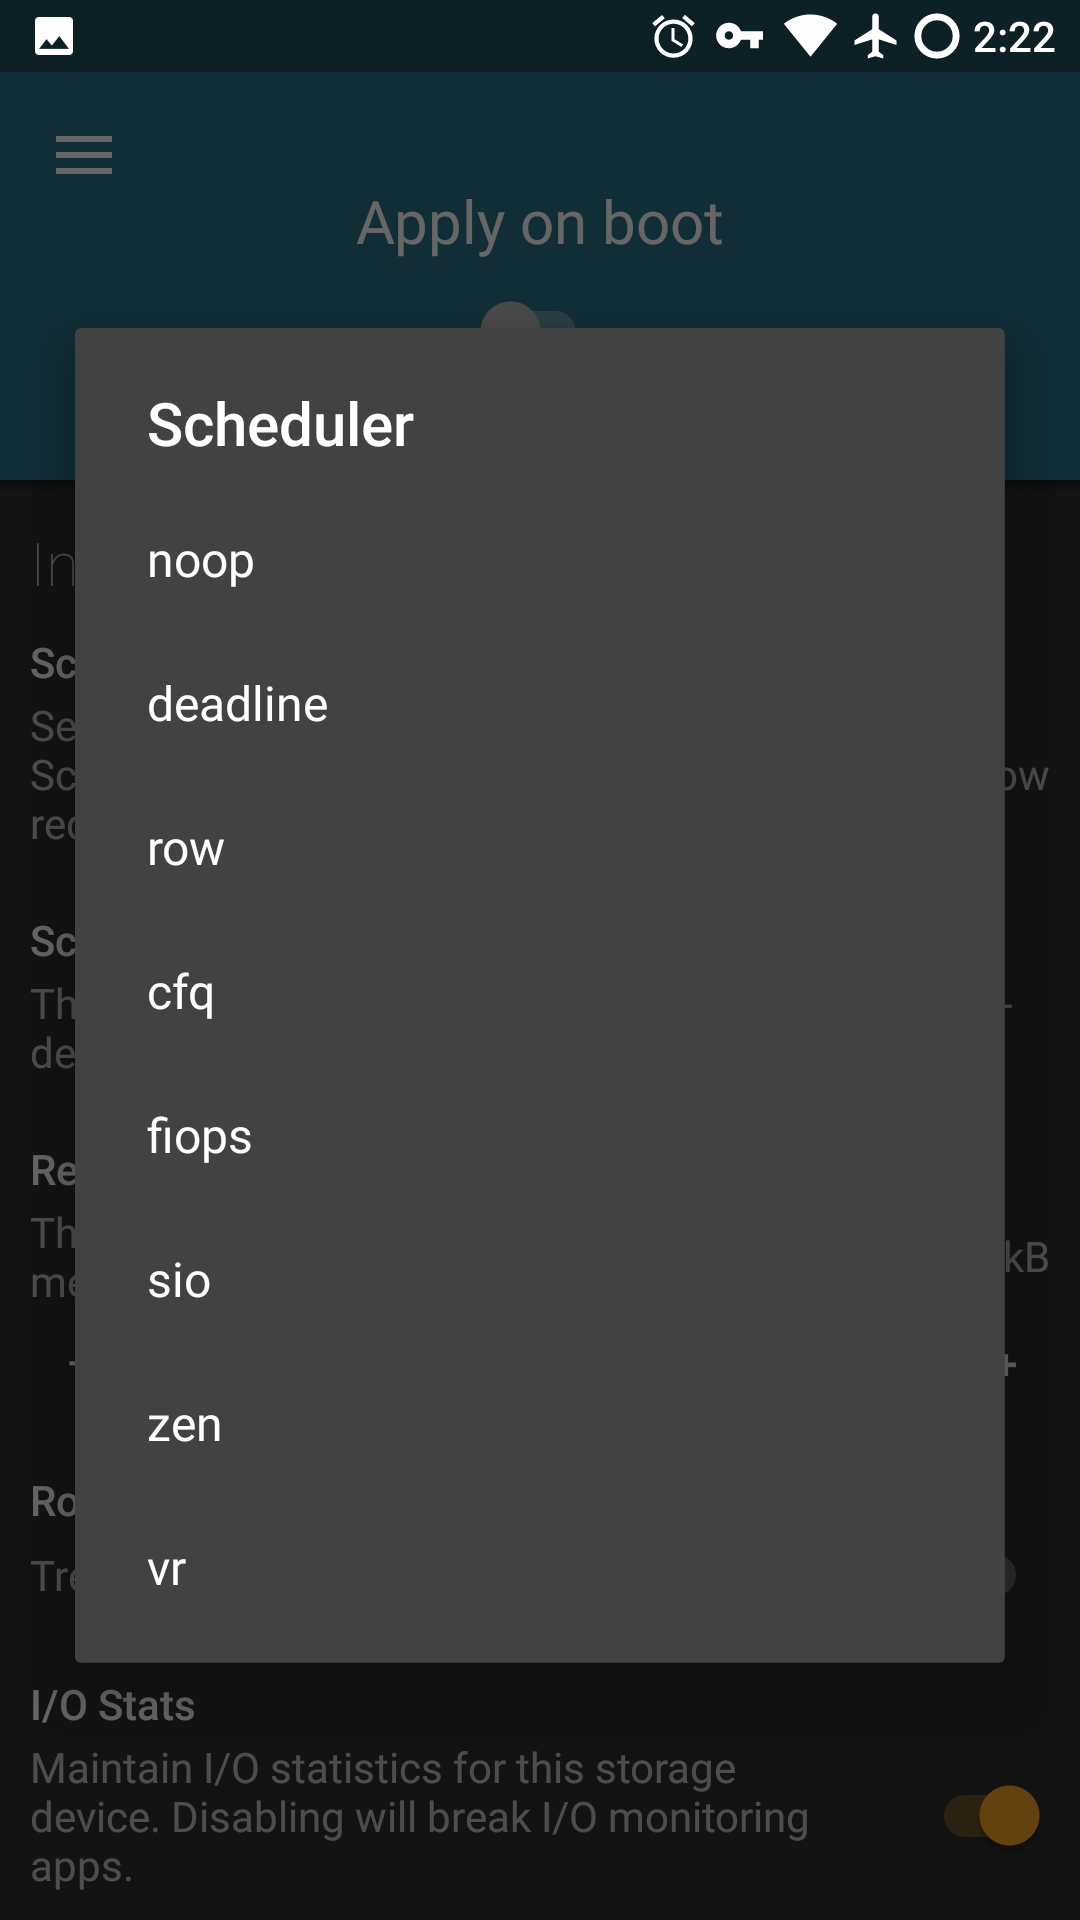 2:22
Apply on boot
Scheduler
noop
deadline
row
cfq
fiops
sio
zen
vr
kB
I/O Stats
Maintain I/O statistics for this storage
device. Disabling will break I/O monitoring
apps.